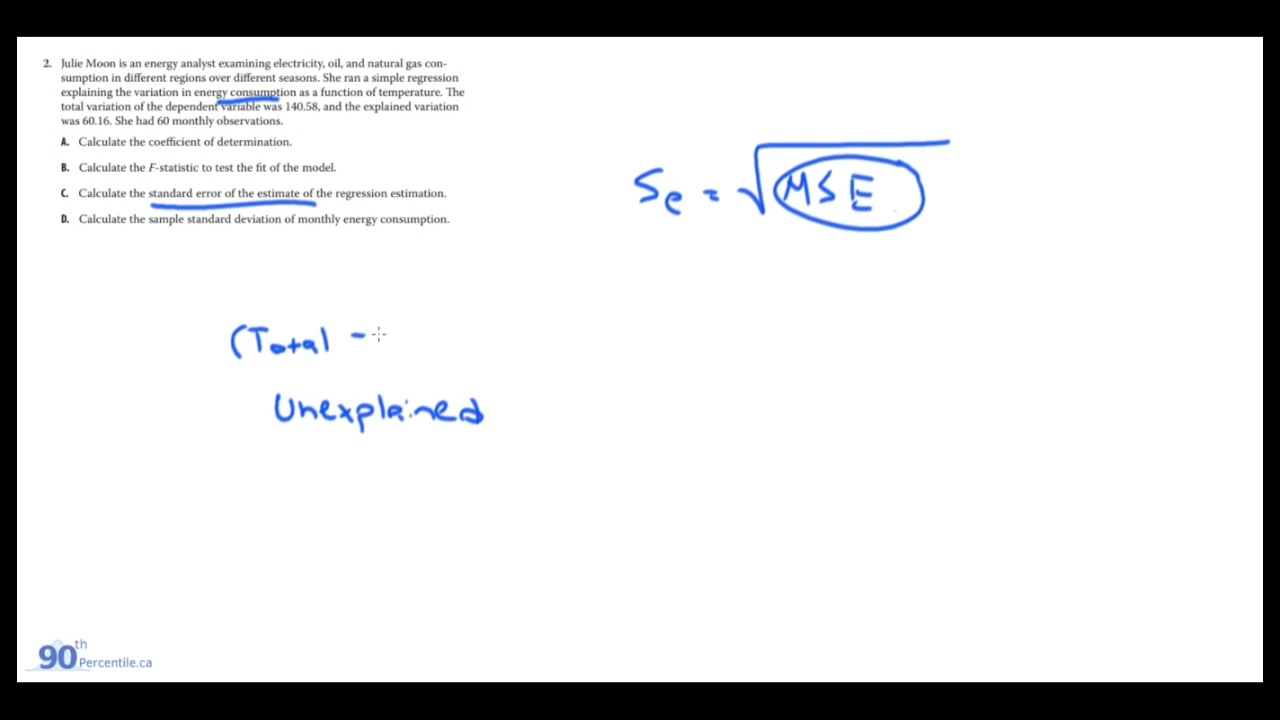 2. Julie Moon is an energy analyst examining electricity, oil, and natural gas con-
sumption in different regions over different seasons. She ran a simple regression
explaining the variation in energy consumption as a function of temperature. The
total variation of the dependent variable was 140.58, and the explained variation
was 60.16. She had 60 monthly observations.
A. Calculate the coefficient of determination.
B. Calculate the F-statistic to test the fit of the model.
C. Calculate the standard error of the estimate of the regression estimation.
D. Calculate the sample standard deviation of monthly energy consumption.
Se = √MSE
(Total -
Unexplained
90th
Percentile.ca